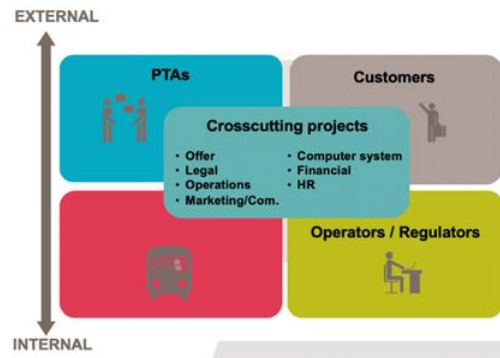 EXTERNAL
PTAs
Customers
Crosscutting projects
• Offer
• Legal
• Operations
• Marketing/Com.
• Computer system
• Financial
• HR
Operators / Regulators
INTERNAL